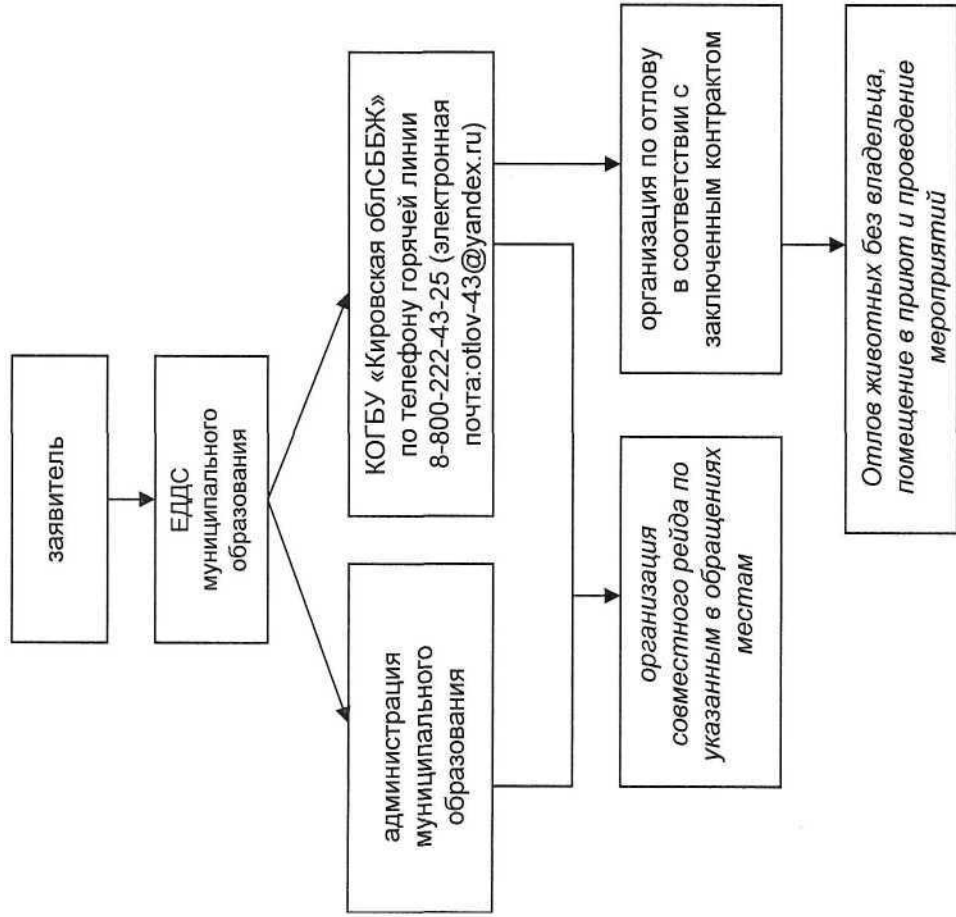 заявитель
ЕДДС
муниципального
образования
администрация
муниципального
образования
КОГБУ «Кировская облСББЖ»
по телефону горячей линии
8-800-222-43-25 (электронная
почта:otlov-43@yandex.ru)
организация
совместного рейда по
указанным в обращениях
местам
организация по отлову
в соответствии с
заключенным контрактом
Отлов животных без владельца,
помещение в приют и проведение
мероприятий